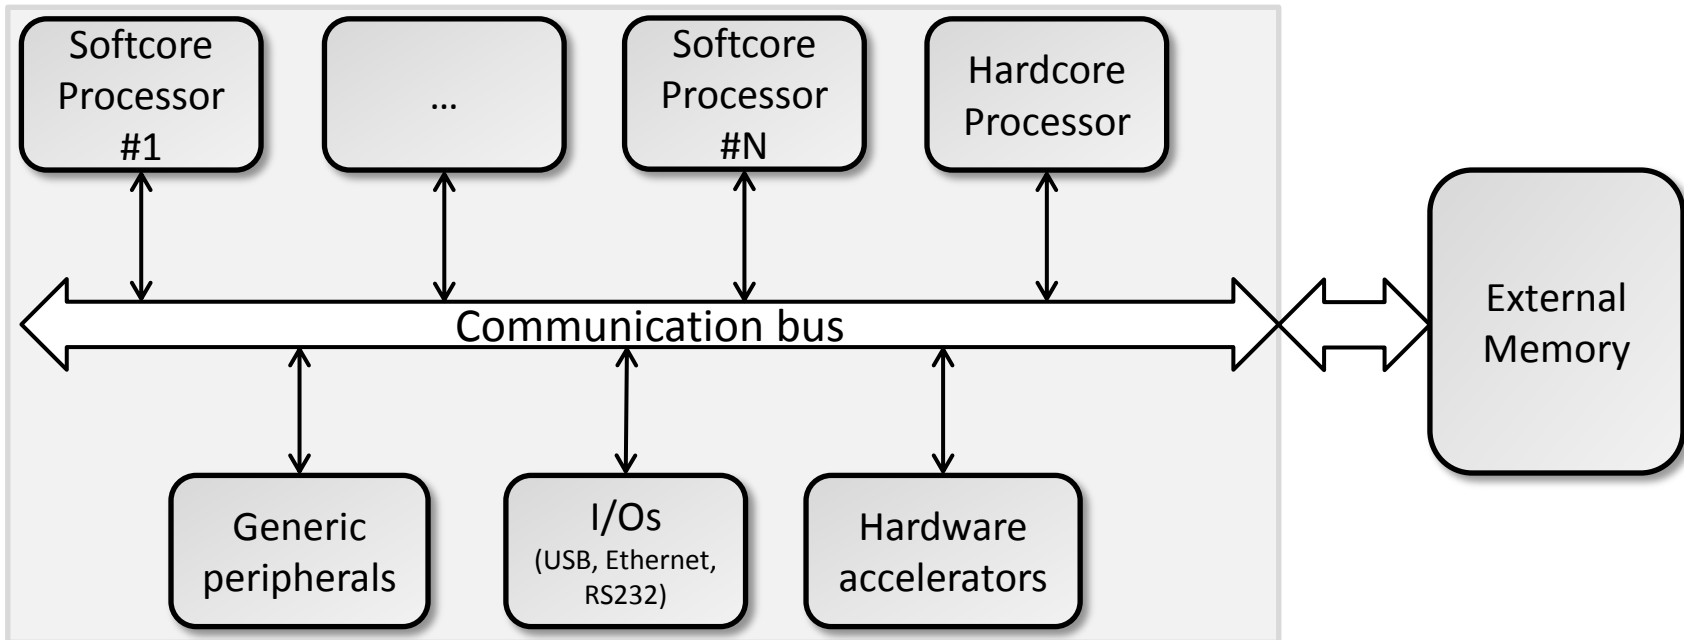 Softcore
Processor
#1
...
Softcore
Processor
#N
Hardcore
Processor
Communication bus
External
Memory
Generic
peripherals
I/Os
(USB, Ethernet,
RS232)
Hardware
accelerators